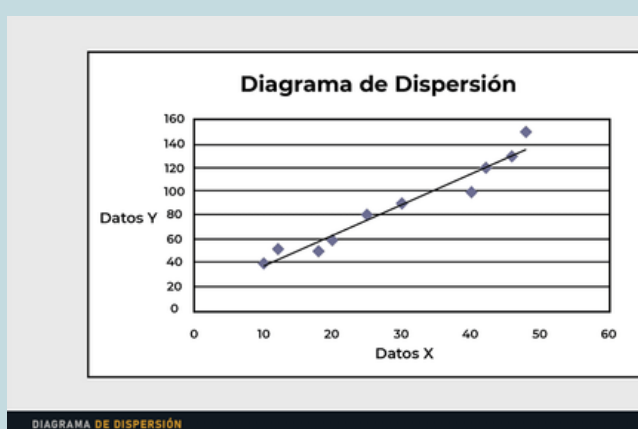 Diagrama de Dispersión
160
140
120
100
Datos Y 80
60
40
20
0
0 10 20 30 40 50 60
Datos X
DIAGRAMA DE DISPERSIÓN